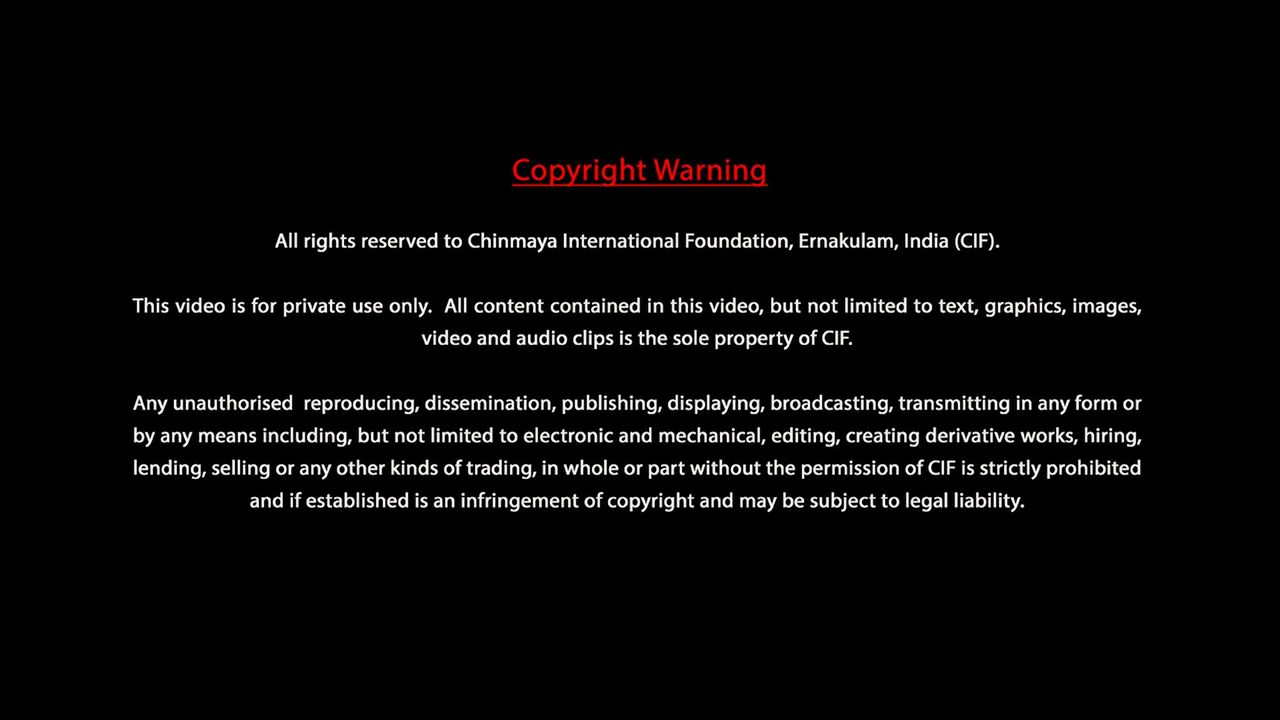 Copyright Warning
All rights reserved to Chinmaya International Foundation, Ernakulam, India (CIF).
This video is for private use only.  All content contained in this video, but not limited to text, graphics, images,
video and audio clips is the sole property of CIF.
Any unauthorised  reproducing, dissemination, publishing, displaying, broadcasting, transmitting in any form or
by any means including, but not limited to electronic and mechanical, editing, creating derivative works, hiring,
lending, selling or any other kinds of trading, in whole or part without the permission of CIF is strictly prohibited
and if established is an infringement of copyright and may be subject to legal liability.